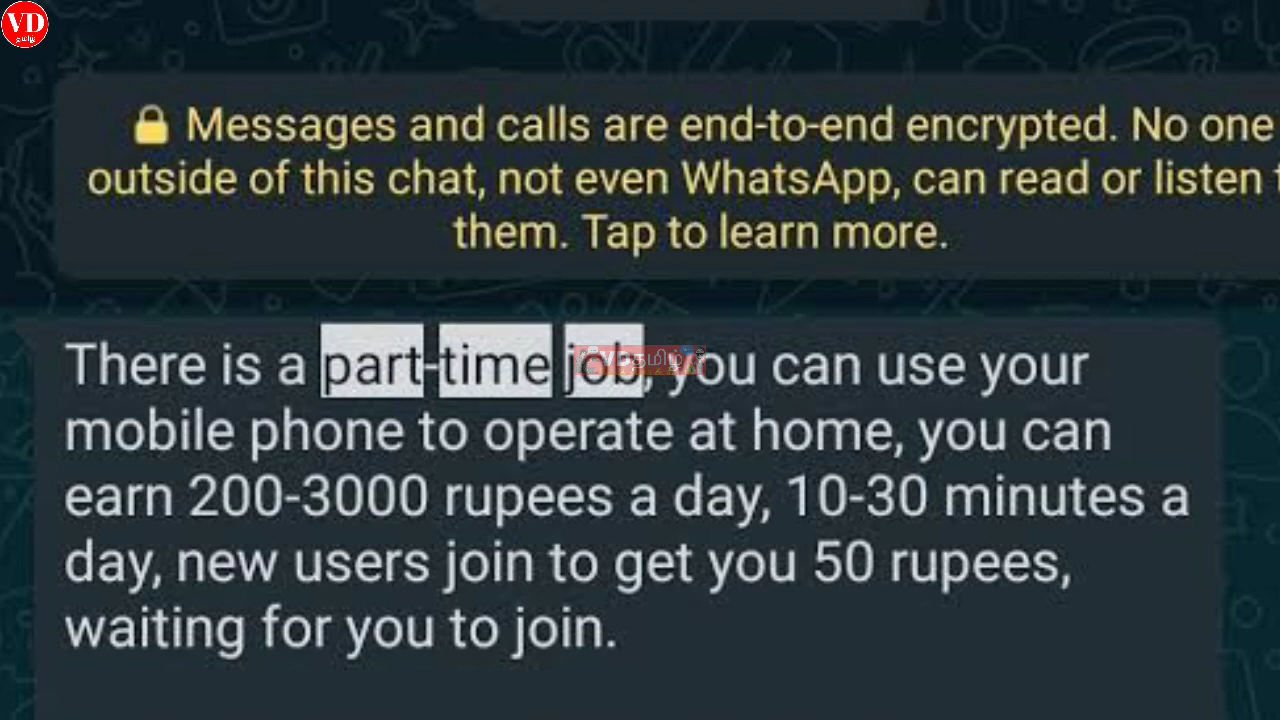 VD
தமிழ்
🔒 Messages and calls are end-to-end encrypted. No one
outside of this chat, not even WhatsApp, can read or listen
them. Tap to learn more.
There is a part-time job, you can use your
VDதமிழ்
mobile phone to operate at home, you can
earn 200-3000 rupees a day, 10-30 minutes a
day, new users join to get you 50 rupees,
waiting for you to join.